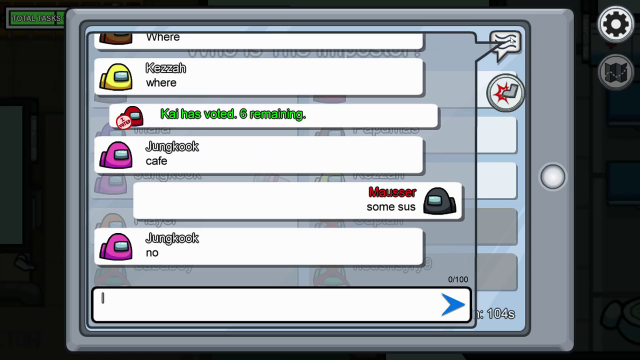 TOTAL TASKS
Where
Who Is The Impostor?
Kezzah
where
Kai has voted. 6 remaining.
Jungkook
cafe
Mausser
some sus
Player
Jungkook
no
0/100
104s